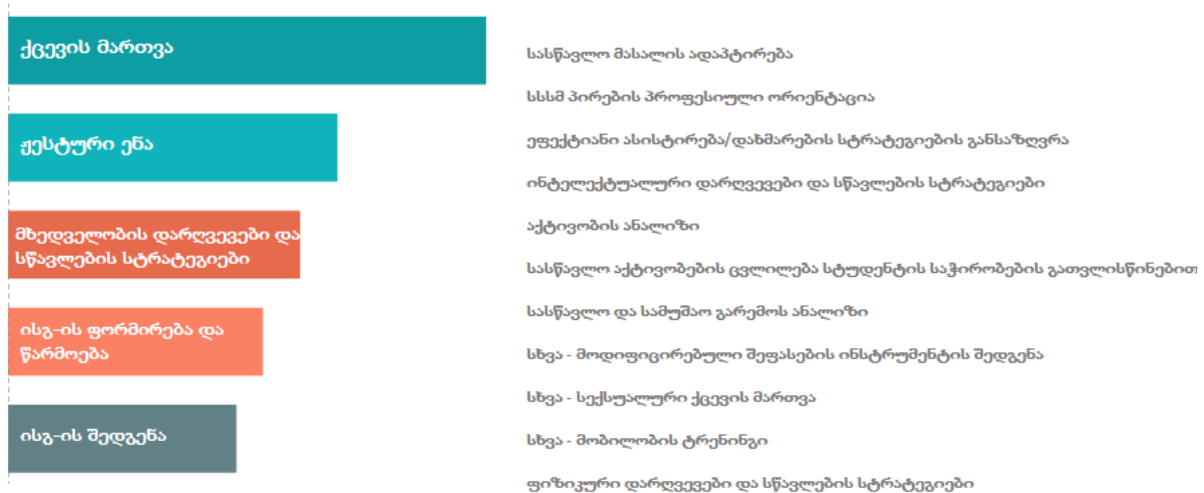 ქცევის მართვა
ჟესტური ენა
მხედველობის დარღვევები და
სწავლების სტრატეგიები
ისგ-ის ფორმირება და
წარმოება
ისგ-ის შედგენა
სასწავლო მასალის ადაპტირება
სსსმ პირების პროფესიული ორიენტაცია
ეფექტიანი ასისტირება/დახმარების სტრატეგიების განსაზღვრა
ინტელექტუალური დარღვევები და სწავლების სტრატეგიები
აქტივობის ანალიზი
სასწავლო აქტივობების ცვლილება სტუდენტის საჭიროებების გათვლისწინებით
სასწავლო და სამუშაო გარემოს ანალიზი
სხვა - მოდიფიცირებული შეფასების ინსტრუმენტის შედგენა
სხვა - სექსუალური ქცევის მართვა
სხვა - მობილობის ტრენინგი
ფიზიკური დარღვევები და სწავლების სტრატეგიები